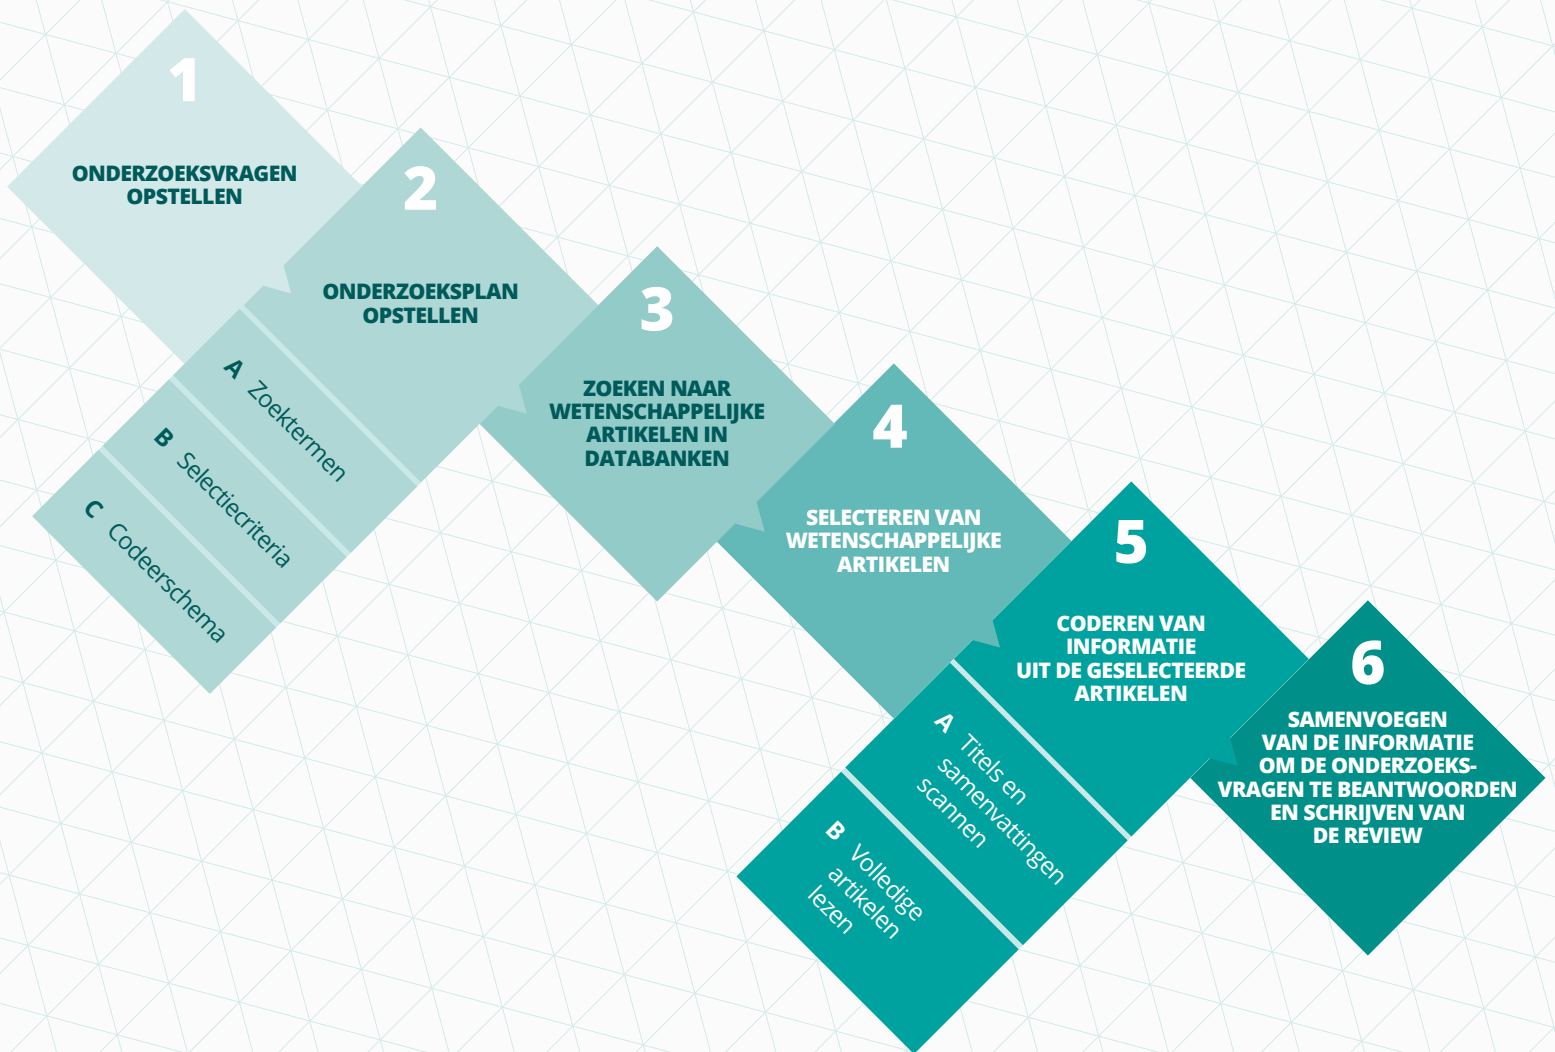 1
ONDERZOEKSVRAGEN
OPSTELLEN
2
ONDERZOEKSPLAN
OPSTELLEN
A Zoektermen
B Selectiecriteria
C Codeerschema
3
ZOEKEN NAAR
WETENSCHAPPELIJKE
ARTIKELEN IN
DATABANKEN
4
SELECTEREN VAN
WETENSCHAPPELIJKE
ARTIKELEN
5
CODEREN VAN
INFORMATIE
UIT DE GESELECTEERDE
ARTIKELEN
A Titels en
samenvattingen
scannen
B Volledige
artikelen
lezen
6
SAMENVOEGEN
VAN DE INFORMATIE
OM DE ONDERZOEKS-
VRAGEN TE BEANTWOORDEN
EN SCHRIJVEN VAN
DE REVIEW